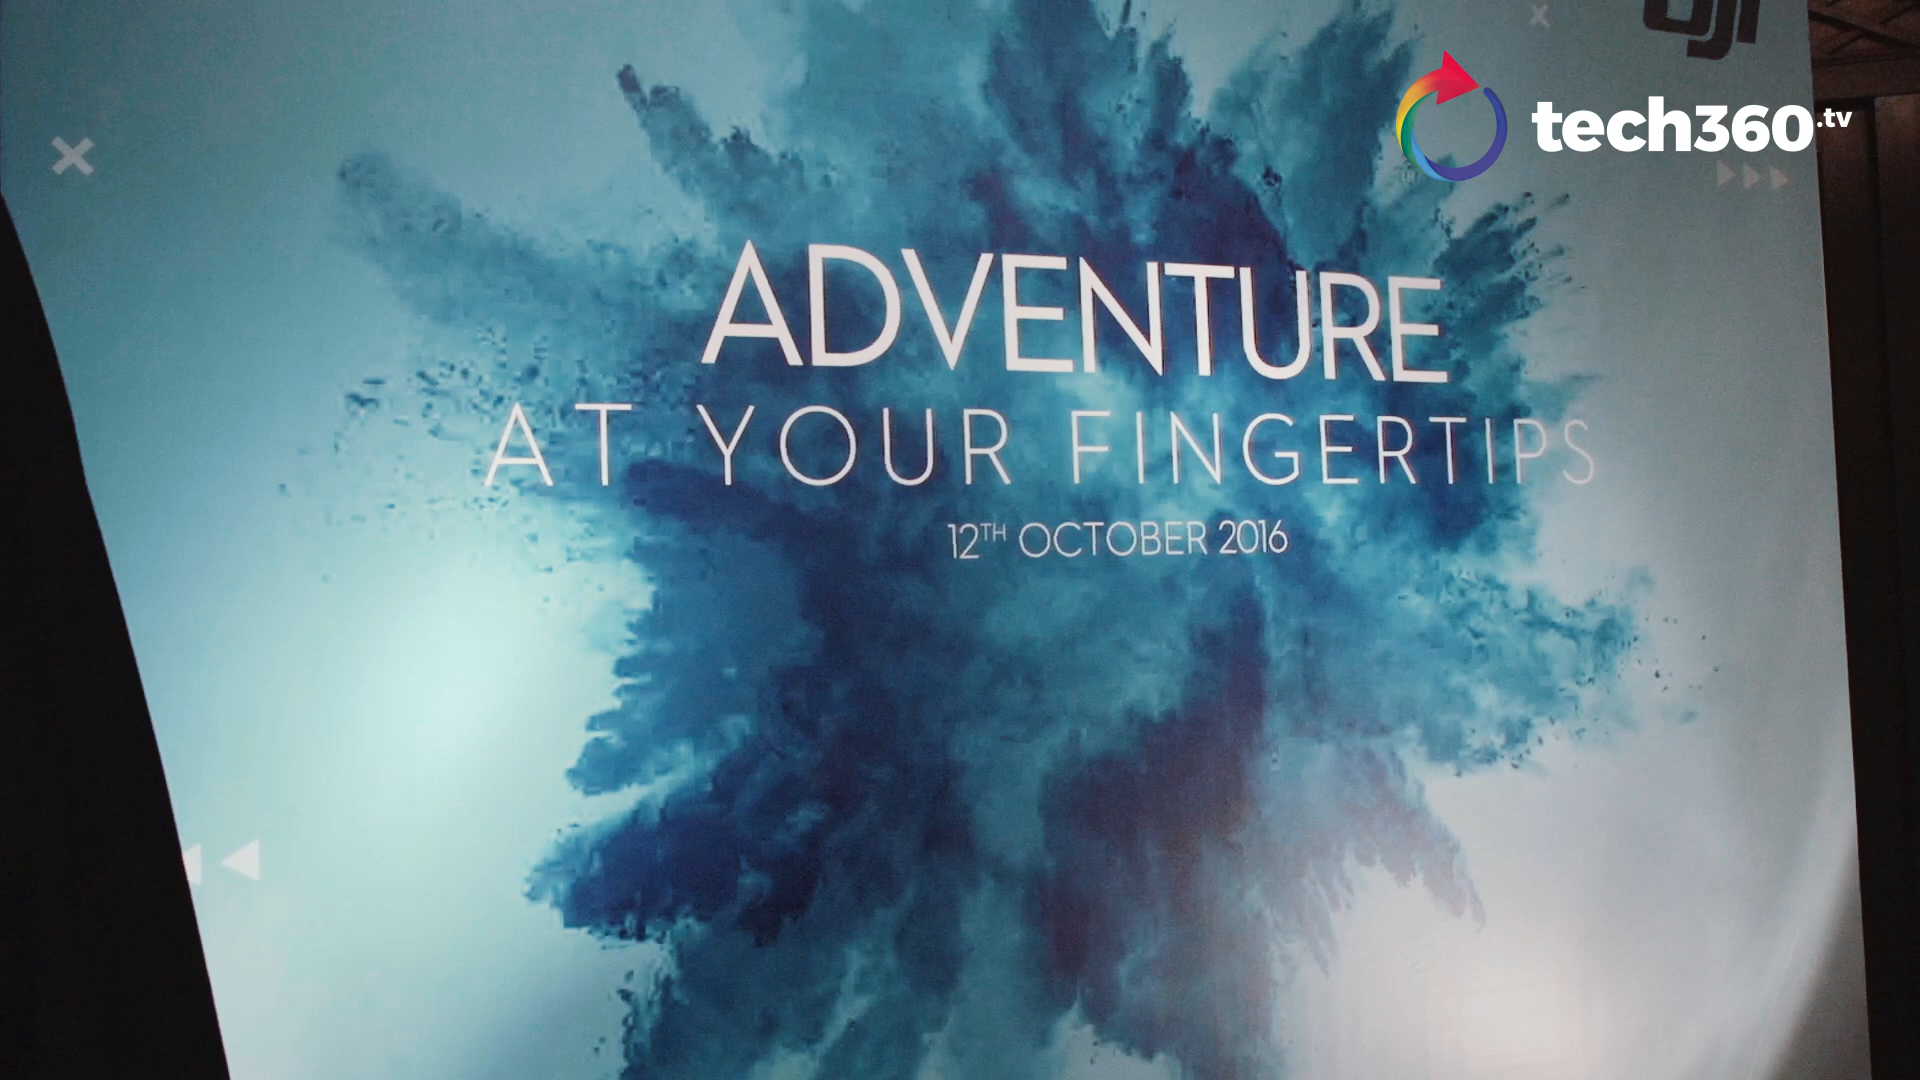 dji
tech360.tv
ADVENTURE
AT YOUR FINGERTIPS
12TH OCTOBER 2016